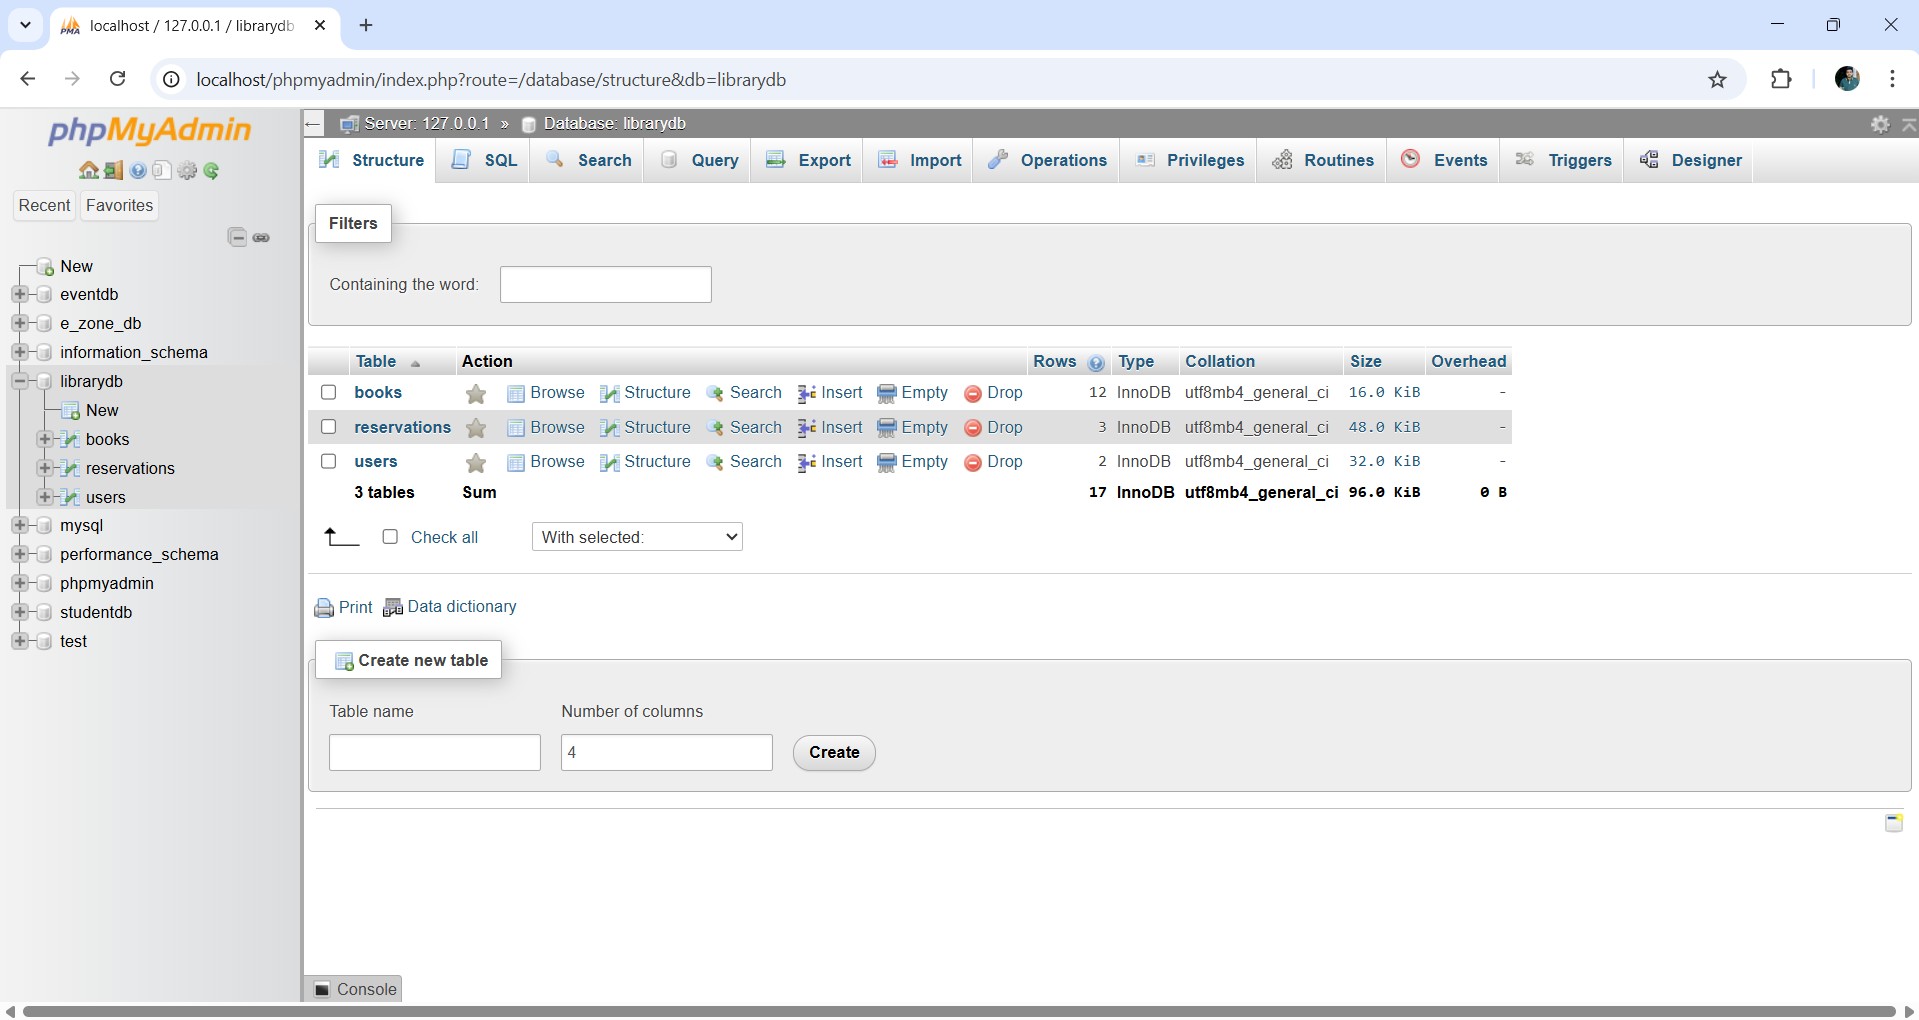 localhost / 127.0.0.1 / librarydb
localhost/phpmyadmin/index.php?route=/database/structure&db=librarydb
phpMyAdmin
Recent Favorites
New
eventdb
e_zone_db
information_schema
librarydb
New
books
reservations
users
mysql
performance_schema
phpmyadmin
studentdb
test
Server: 127.0.0.1 » Database: librarydb
Structure SQL Search Query Export Import Operations Privileges Routines Events Triggers Designer
Filters
Containing the word:
Table Action Rows Type Collation Size Overhead
books Browse Structure Search Insert Empty Drop 12 InnoDB utf8mb4_general_ci 16.0 KiB -
reservations Browse Structure Search Insert Empty Drop 3 InnoDB utf8mb4_general_ci 48.0 KiB -
users Browse Structure Search Insert Empty Drop 2 InnoDB utf8mb4_general_ci 32.0 KiB -
3 tables Sum 17 InnoDB utf8mb4_general_ci 96.0 KiB 0 B
Check all With selected:
Print Data dictionary
Create new table
Table name Number of columns
4 Create
Console